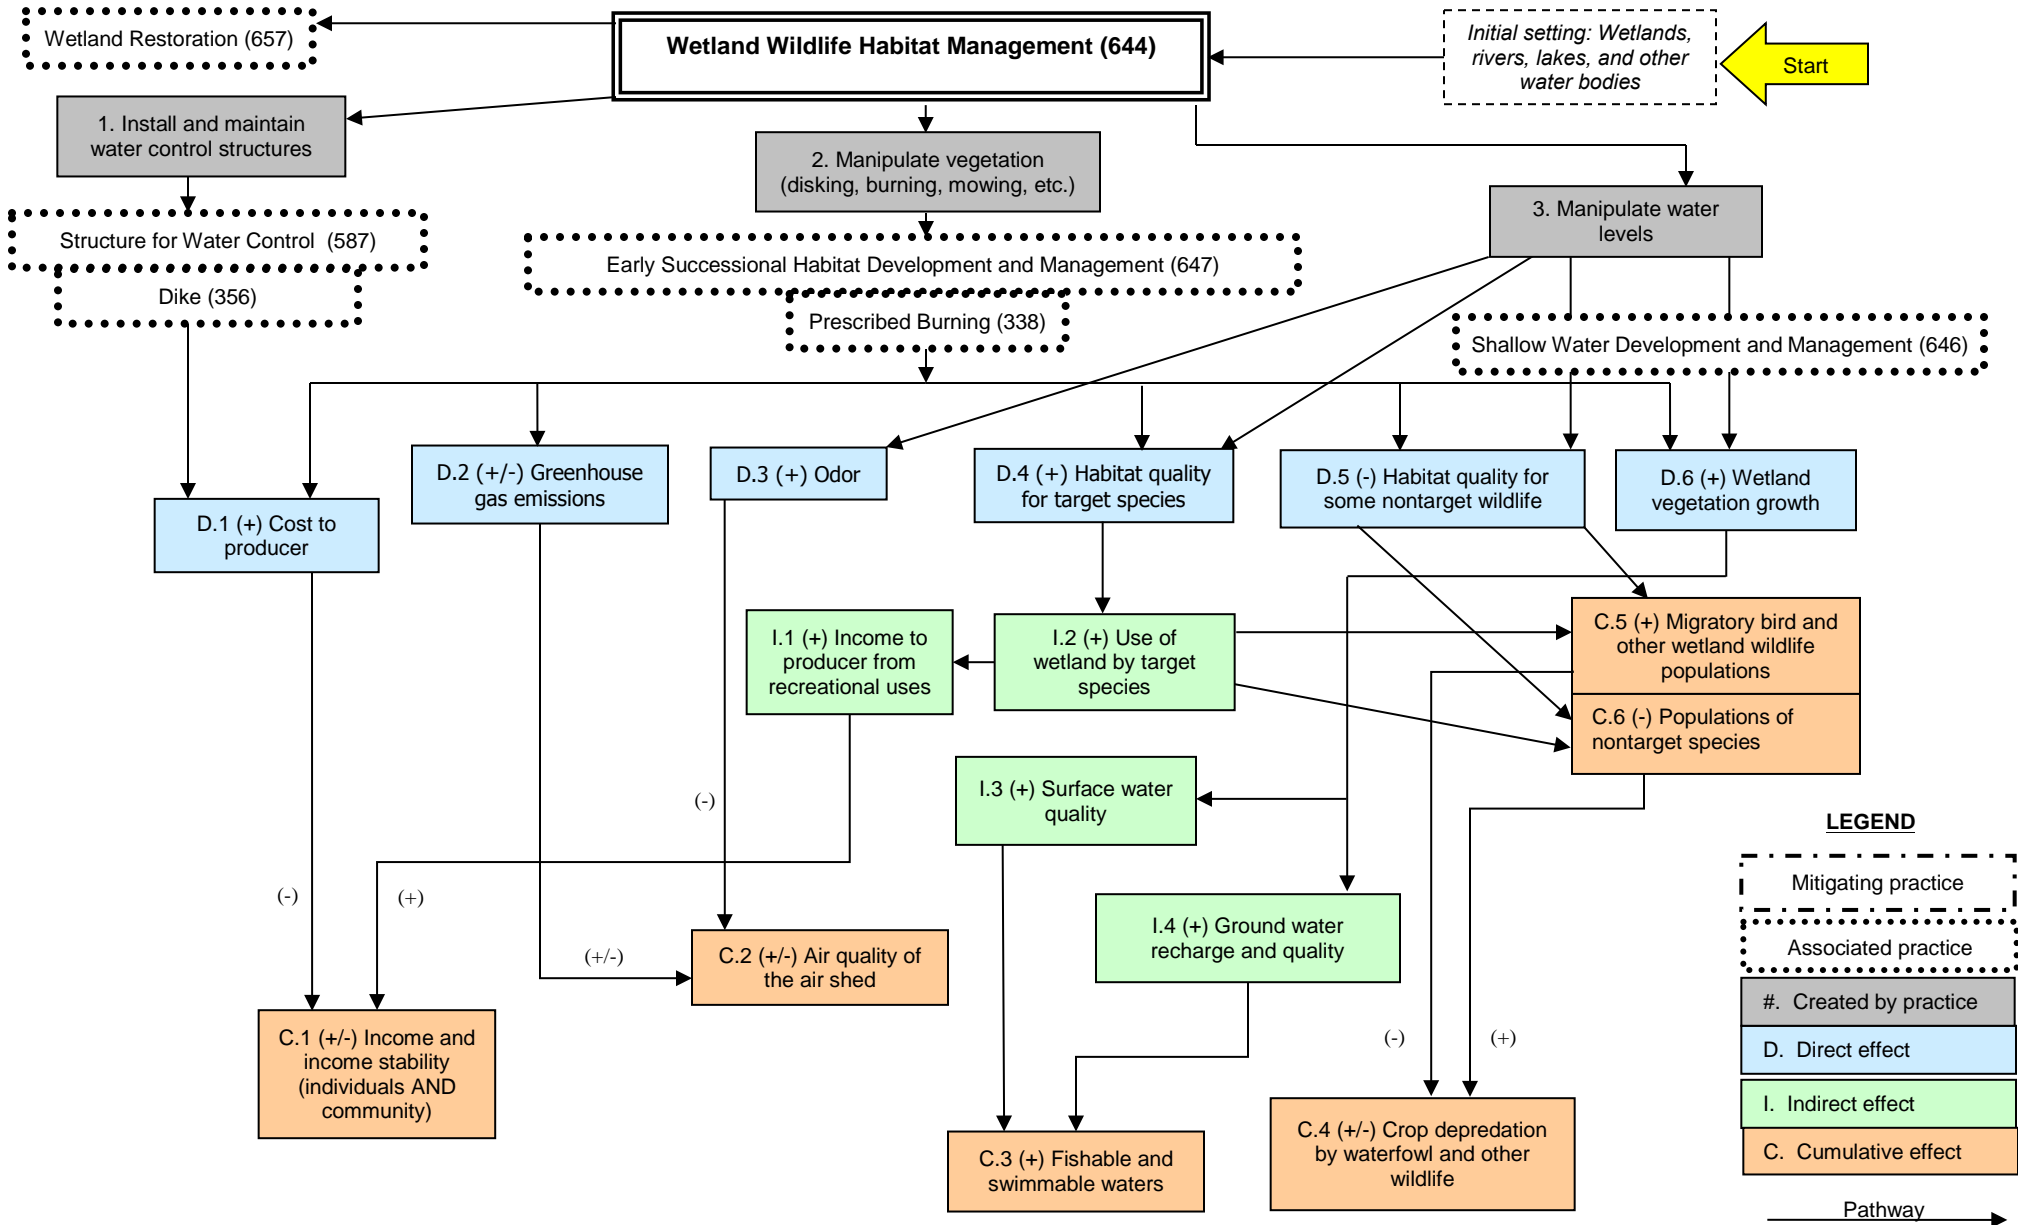 Wetland Restoration (657)
Wetland Wildlife Habitat Management (644)
Initial setting: Wetlands,
rivers, lakes, and other
water bodies
Start
1. Install and maintain
water control structures
2. Manipulate vegetation
(disking, burning, mowing, etc.)
3. Manipulate water
levels
Structure for Water Control (587)
Dike (356)
Early Successional Habitat Development and Management (647)
Prescribed Burning (338)
Shallow Water Development and Management (646)
D.1 (+) Cost to
producer
D.2 (+/-) Greenhouse
gas emissions
D.3 (+) Odor
D.4 (+) Habitat quality
for target species
D.5 (-) Habitat quality for
some nontarget wildlife
D.6 (+) Wetland
vegetation growth
I.1 (+) Income to
producer from
recreational uses
I.2 (+) Use of
wetland by target
species
C.5 (+) Migratory bird and
other wetland wildlife
populations
C.6 (-) Populations of
nontarget species
I.3 (+) Surface water
quality
(-)
I.4 (+) Ground water
recharge and quality
(-)
(+)
(+/-)
C.2 (+/-) Air quality of
the air shed
C.1 (+/-) Income and
income stability
(individuals AND
community)
(-)
(+)
C.3 (+) Fishable and
swimmable waters
C.4 (+/-) Crop depredation
by waterfowl and other
wildlife
LEGEND
Mitigating practice
Associated practice
#. Created by practice
D. Direct effect
I. Indirect effect
C. Cumulative effect
Pathway